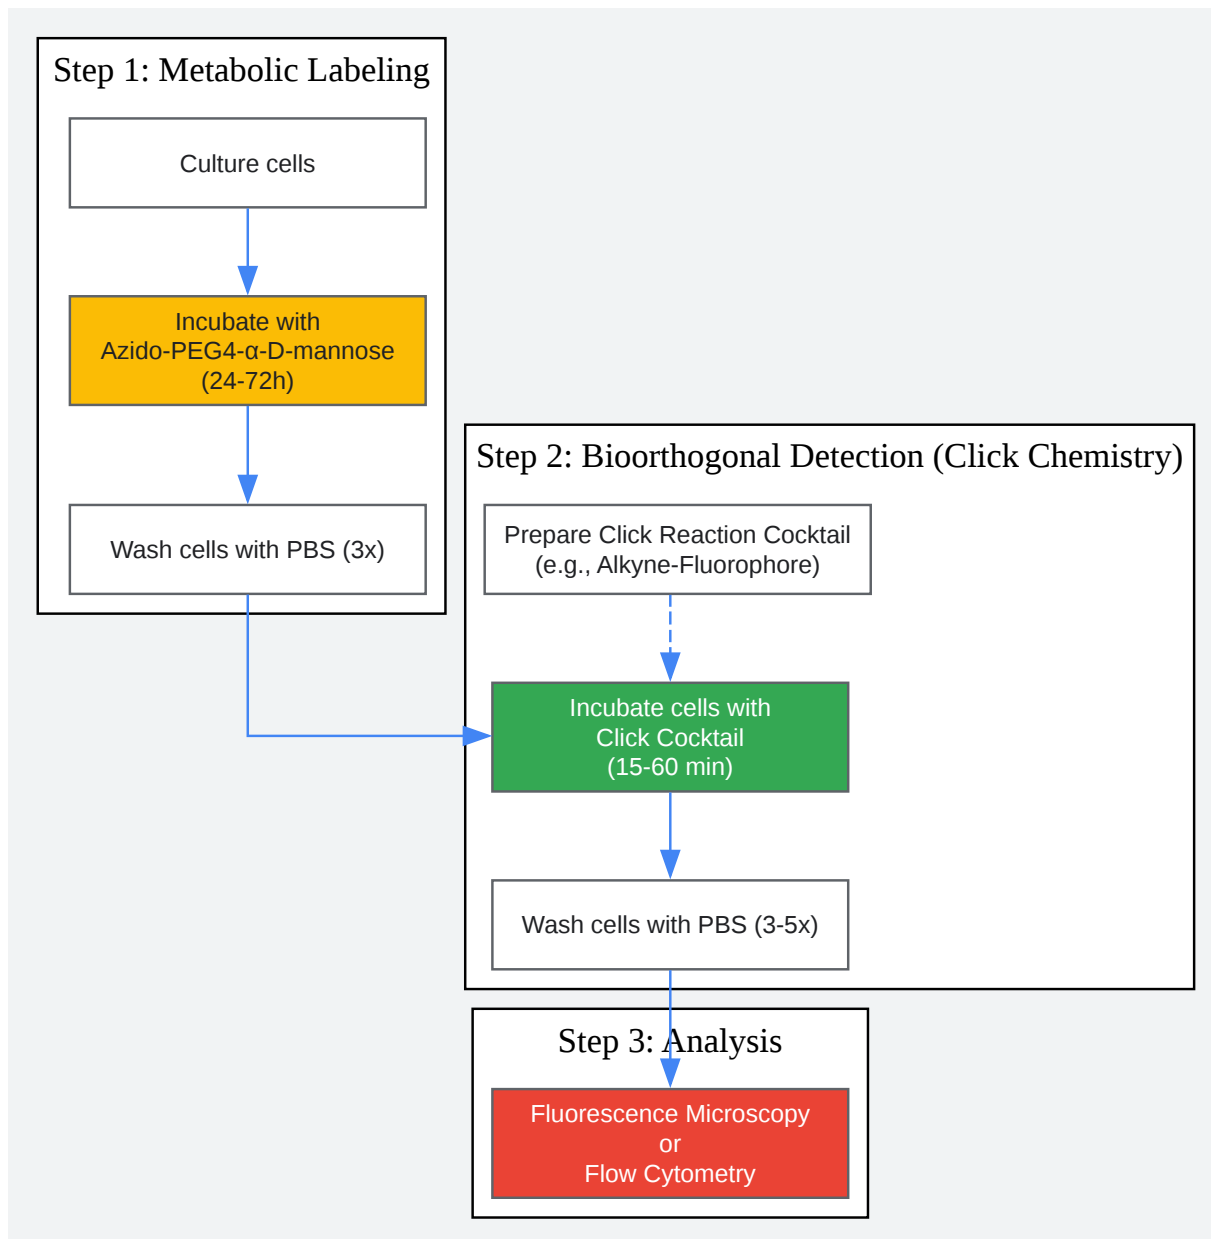 Step 1: Metabolic Labeling
Culture cells
Incubate with
Azido-PEG4-α-D-mannose
(24-72h)
Wash cells with PBS (3x)
Step 2: Bioorthogonal Detection (Click Chemistry)
Prepare Click Reaction Cocktail
(e.g., Alkyne-Fluorophore)
Incubate cells with
Click Cocktail
(15-60 min)
Wash cells with PBS (3-5x)
Step 3: Analysis
Fluorescence Microscopy
or
Flow Cytometry